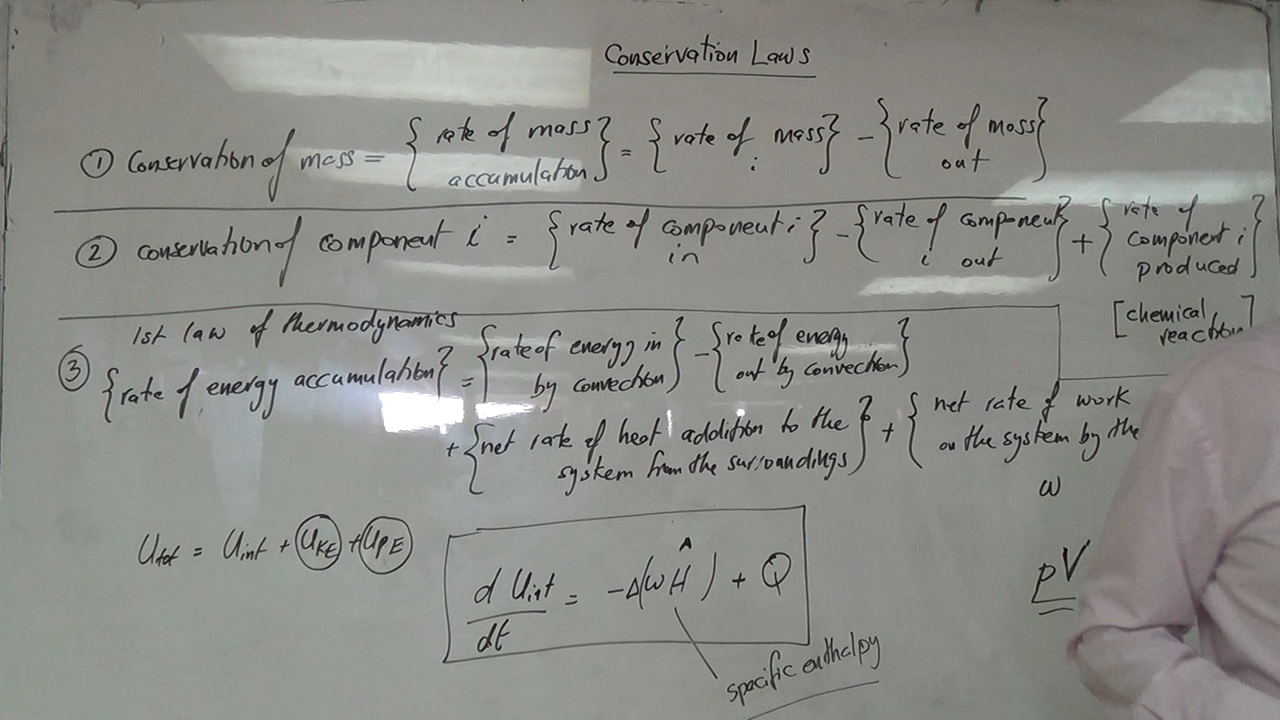 Conservation Laws
① Conservation of mass = {rate of mass accumulation} = {rate of mass i} - {rate of mass out}
② conservation of component i = {rate of component i in} - {rate of component i out} + {rate of component i produced}
[chemical reaction]
1st law of thermodynamics
③ {rate of energy accumulation} = {rate of energy in by convection} - {rate of energy out by convection}
+ {net rate of heat addition to the system from the surroundings} + { net rate of work on the system by the
ω
Utot = Uint + UKE + UPE
dUint/dt = -Δ(ωĤ) + Q
pV
specific enthalpy